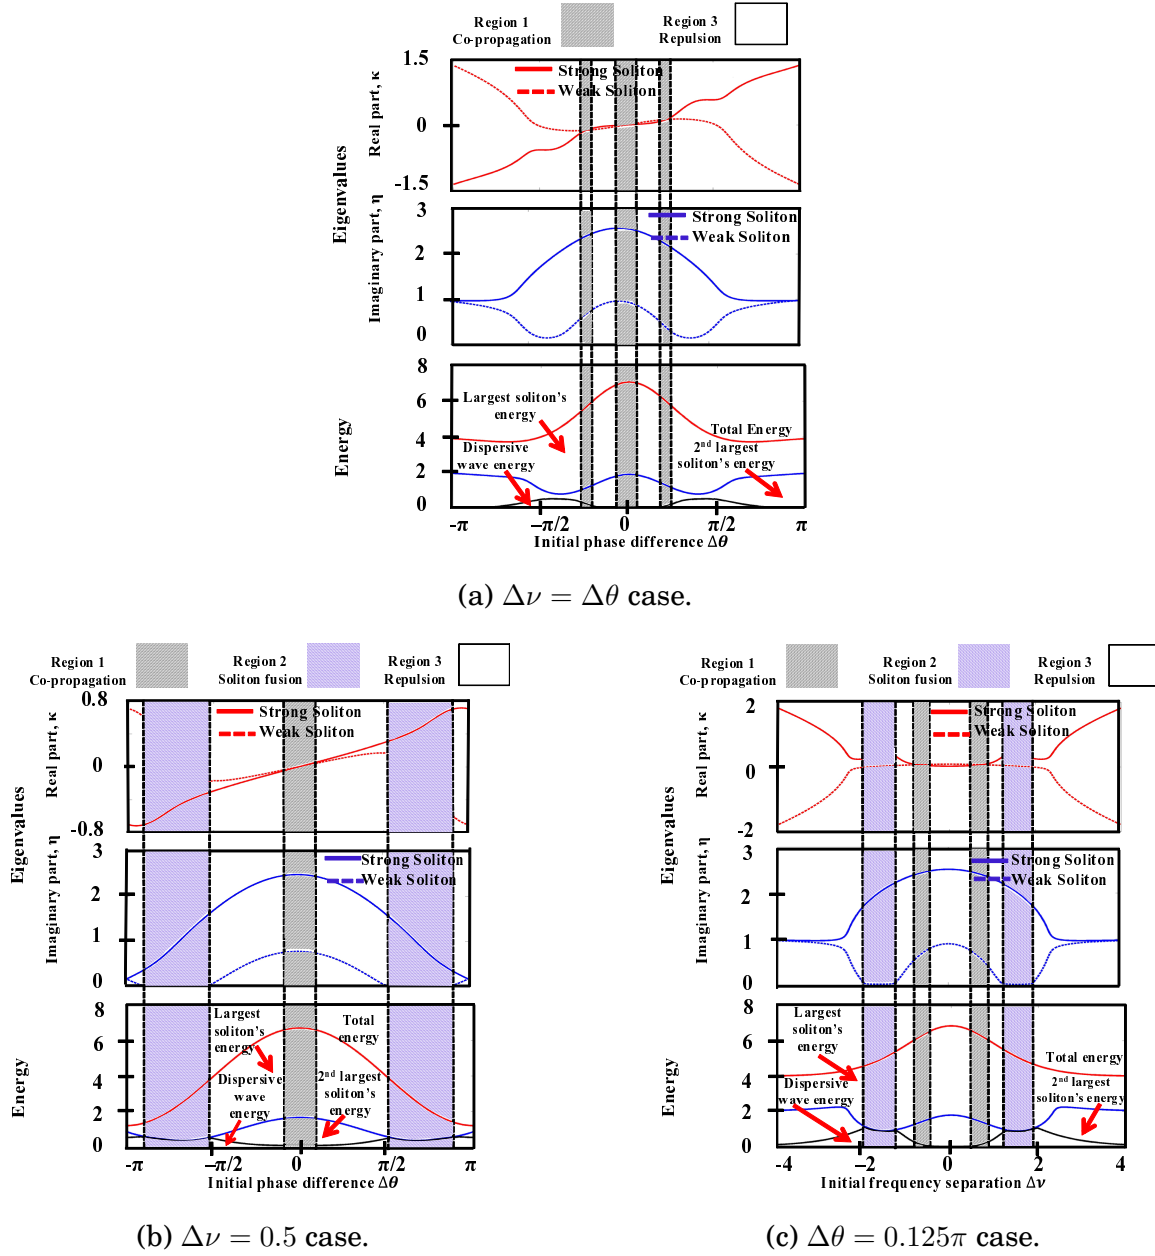 Region 1
Co-propagation
Region 3
Repulsion
Eigenvalues
Real part, κ
1.5
0
-1.5
Strong Soliton
Weak Soliton
Imaginary part, η
3
2
1
0
Strong Soliton
Weak Soliton
Energy
8
6
4
2
0
Largest soliton's
energy
Dispersive
wave energy
Total Energy
2nd largest
soliton's energy
-π
−π/2
0
π/2
π
Initial phase difference Δθ
(a) Δν = Δθ case.
Region 1
Co-propagation
Region 2
Soliton fusion
Region 3
Repulsion
Eigenvalues
Real part, κ
0.8
0
-0.8
Strong Soliton
Weak Soliton
Imaginary part, η
3
2
1
0
Strong Soliton
Weak Soliton
Energy
8
6
4
2
0
Largest
soliton's
energy
Total
energy
Dispersive
wave
energy
2nd largest
soliton's
energy
-π
−π/2
0
π/2
π
Initial phase difference Δθ
(b) Δν = 0.5 case.
Region 1
Co-propagation
Region 2
Soliton fusion
Region 3
Repulsion
Eigenvalues
Real part, κ
2
0
-2
Strong Soliton
Weak Soliton
Imaginary part, η
3
2
1
0
Strong Soliton
Weak Soliton
Energy
8
6
4
2
0
Largest
soliton's
energy
Dispersive
wave energy
Total energy
2nd largest
soliton's energy
-4
−2
0
2
4
Initial frequency separation Δν
(c) Δθ = 0.125π case.